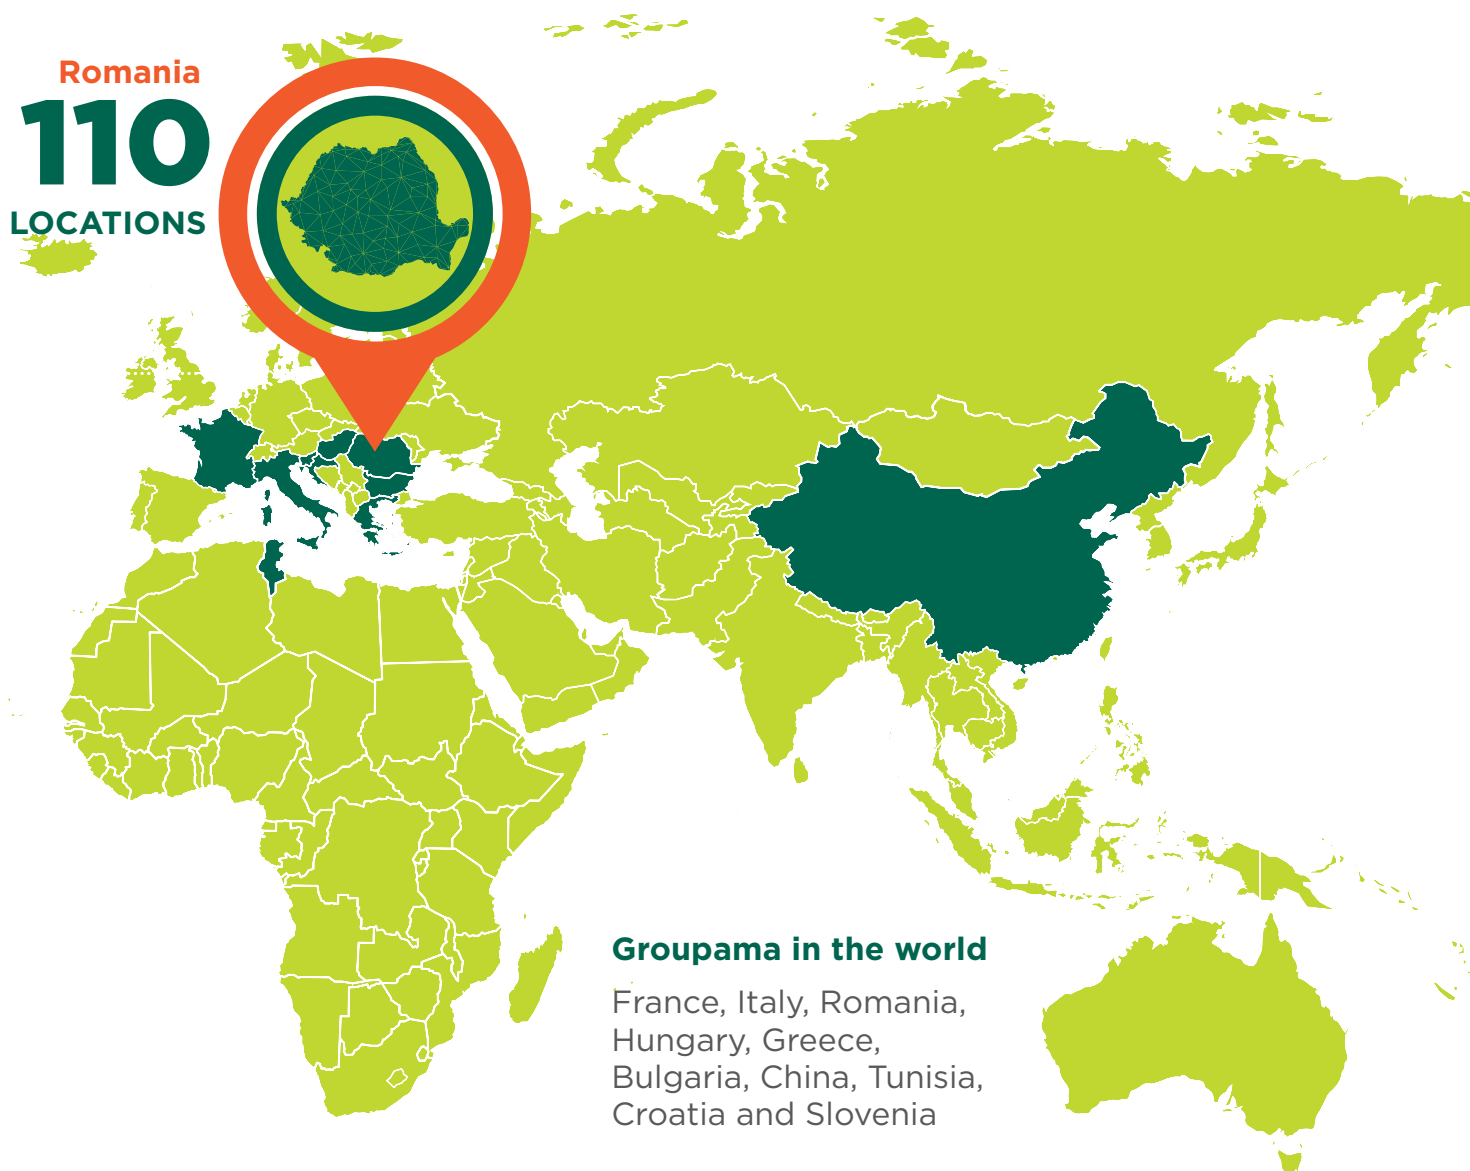 Romania
110
LOCATIONS
Groupama in the world
France, Italy, Romania,
Hungary, Greece,
Bulgaria, China, Tunisia,
Croatia and Slovenia